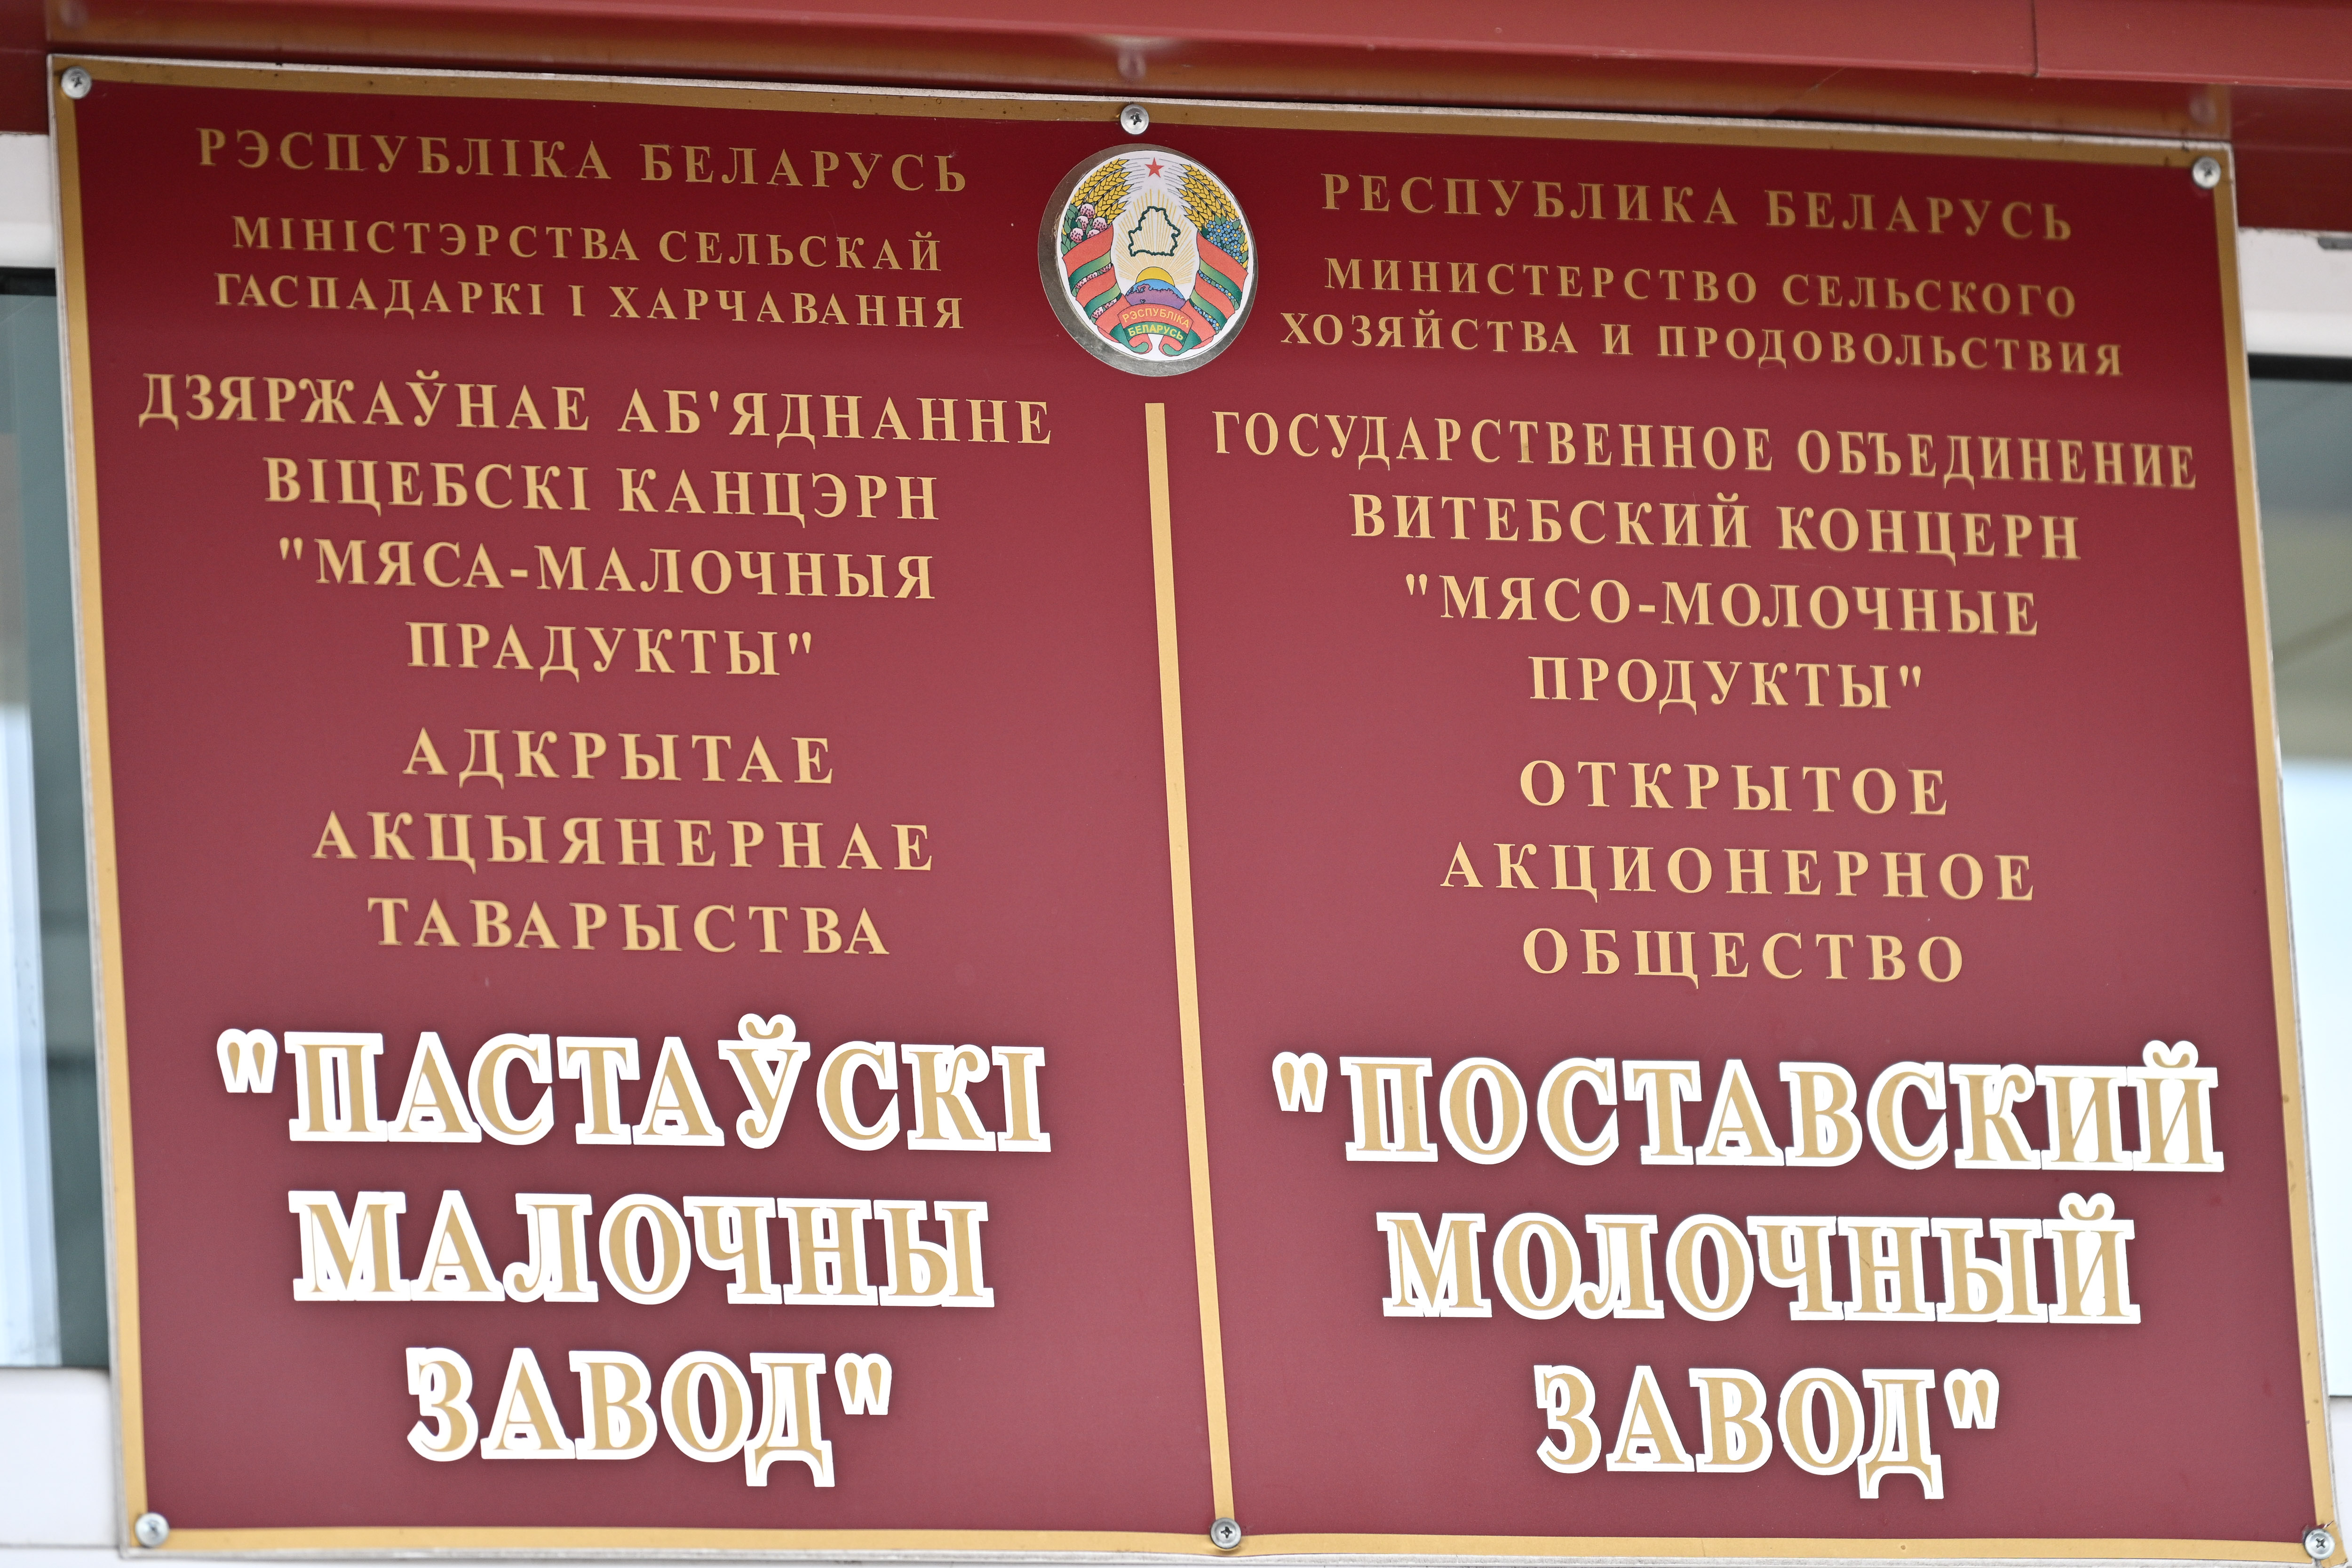 РЭСПУБЛІКА БЕЛАРУСЬ
МІНІСТЭРСТВА СЕЛЬСКАЙ
ГАСПАДАРКІ І ХАРЧАВАННЯ
ДЗЯРЖАЎНАЕ АБ'ЯДНАННЕ
ВІЦЕБСКІ КАНЦЭРН
"МЯСА-МАЛОЧНЫЯ
ПРАДУКТЫ"
АДКРЫТАЕ
АКЦЫЯНЕРНАЕ
ТАВАРЫСТВА
"ПАСТАЎСКІ
МАЛОЧНЫ
ЗАВОД"
РЭСПУБЛІКА
БЕЛАРУСЬ
РЕСПУБЛИКА БЕЛАРУСЬ
МИНИСТЕРСТВО СЕЛЬСКОГО
ХОЗЯЙСТВА И ПРОДОВОЛЬСТВИЯ
ГОСУДАРСТВЕННОЕ ОБЪЕДИНЕНИЕ
ВИТЕБСКИЙ КОНЦЕРН
"МЯСО-МОЛОЧНЫЕ
ПРОДУКТЫ"
ОТКРЫТОЕ
АКЦИОНЕРНОЕ
ОБЩЕСТВО
"ПОСТАВСКИЙ
МОЛОЧНЫЙ
ЗАВОД"